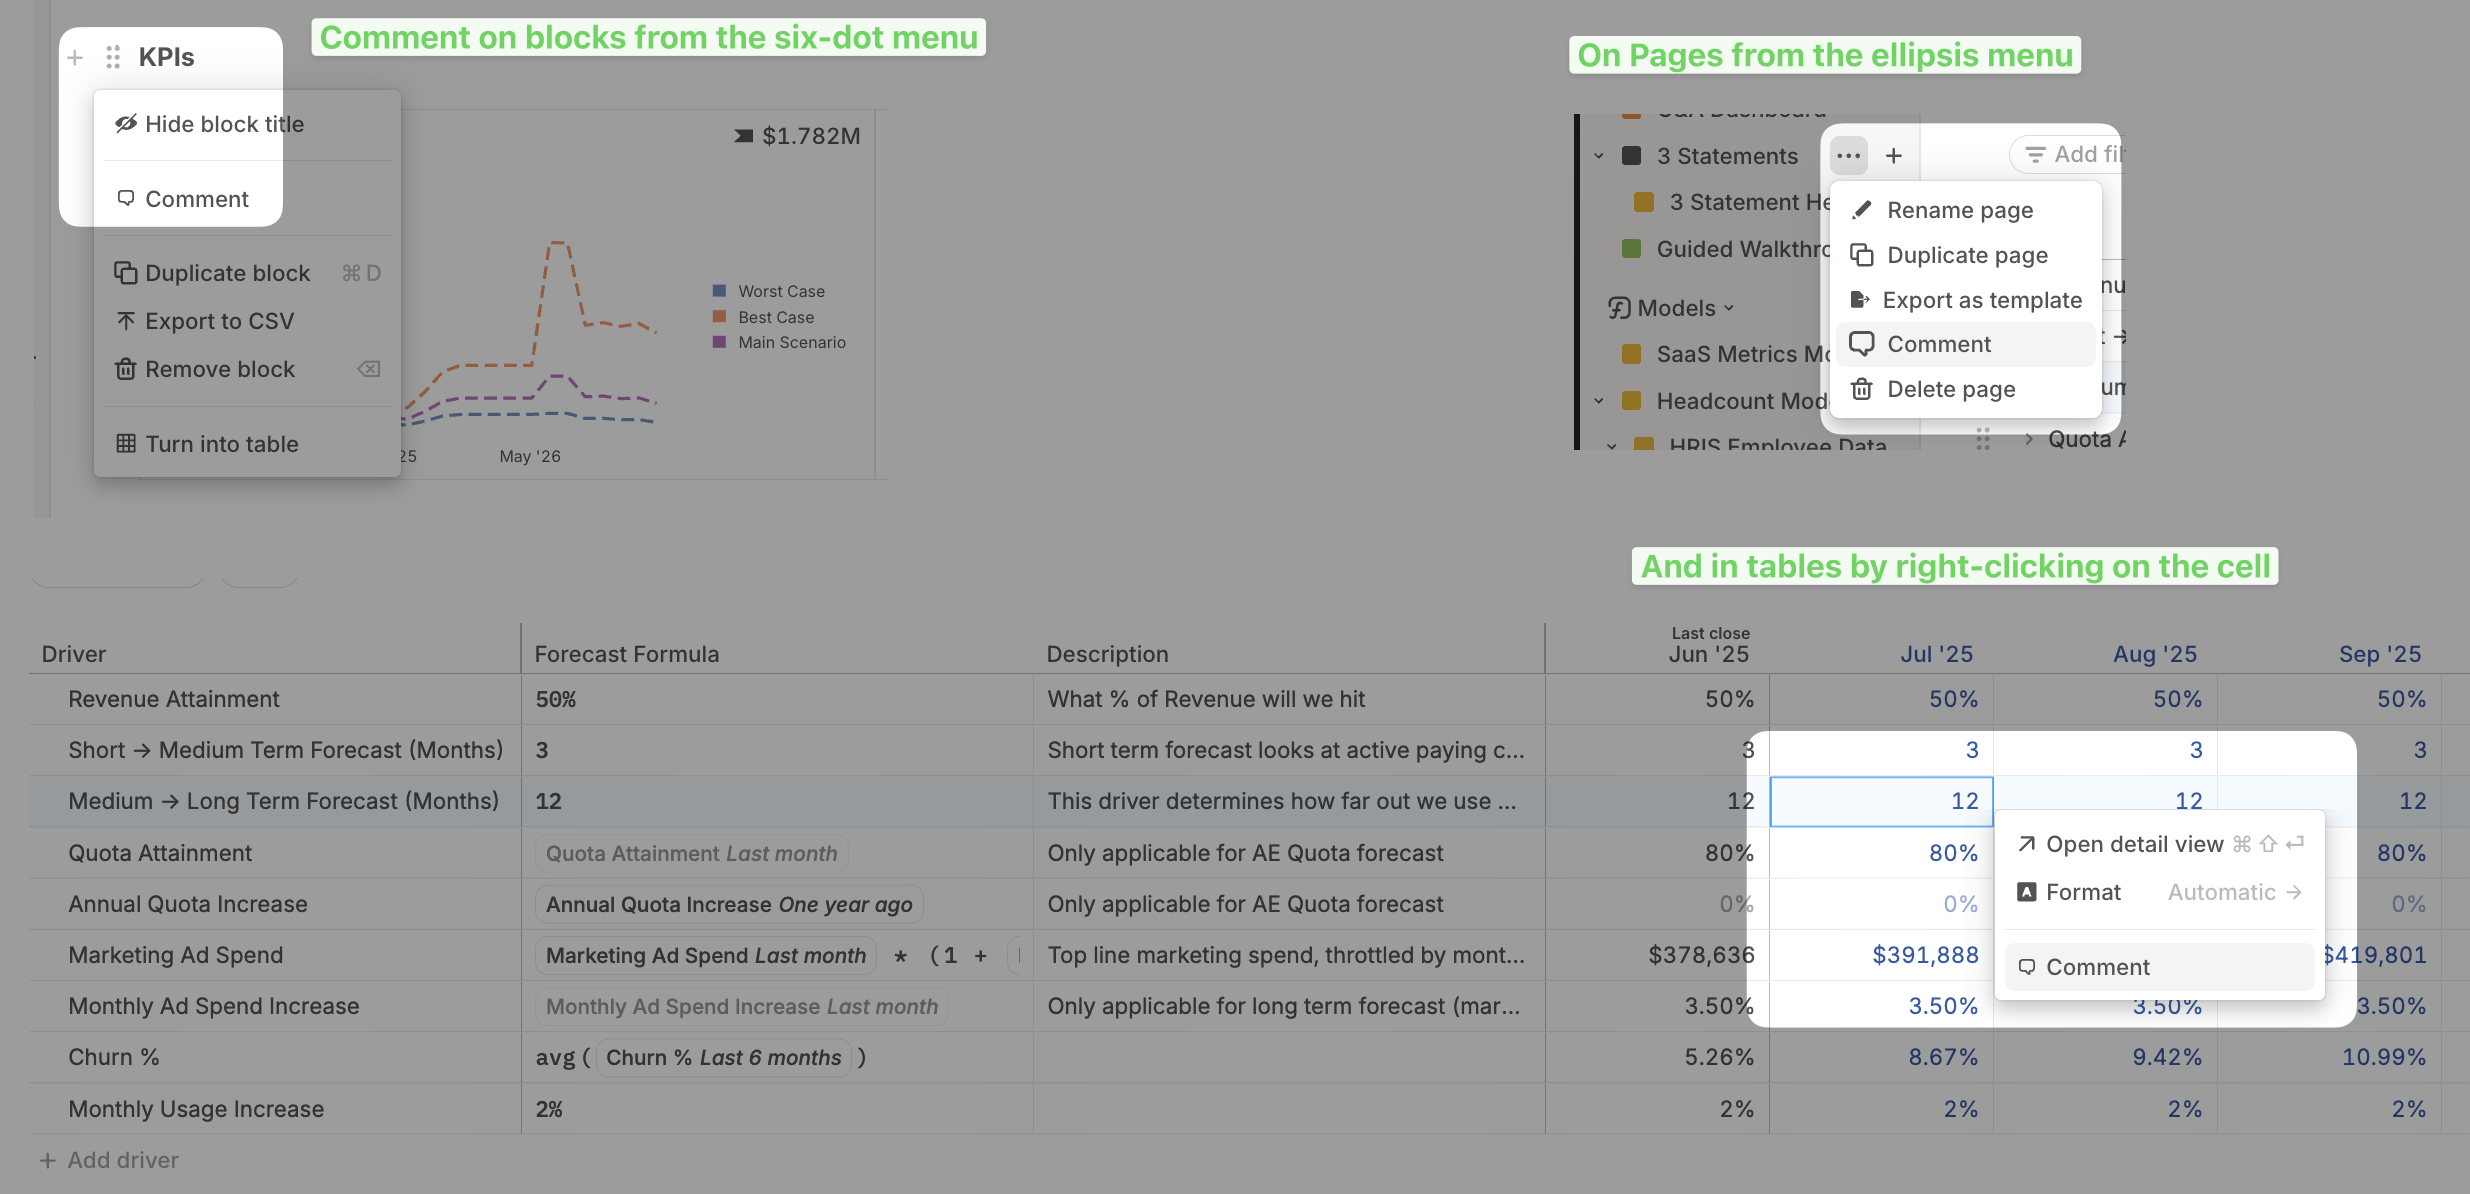 Comment on blocks from the six-dot menu
KPIs
Hide block title
Comment
Duplicate block ⌘ D
Export to CSV
Remove block
Turn into table
$1.782M
Worst Case
Best Case
Main Scenario
25 May '26
On Pages from the ellipsis menu
3 Statements
3 Statement He
Guided Walkthro
Models
SaaS Metrics Mo
Headcount Mod
HRIS Employee Data
Add fil
Rename page
Duplicate page
Export as template
Comment
Delete page
nu
t →
um
Quota A
And in tables by right-clicking on the cell
Last close
Driver Forecast Formula Description Jun '25 Jul '25 Aug '25 Sep '25
Revenue Attainment 50% What % of Revenue will we hit 50% 50% 50% 50%
Short → Medium Term Forecast (Months) 3 Short term forecast looks at active paying c... 3 3 3 3
Medium → Long Term Forecast (Months) 12 This driver determines how far out we use ... 12 12 12 12
Quota Attainment Quota Attainment Last month Only applicable for AE Quota forecast 80% 80% 80%
Annual Quota Increase Annual Quota Increase One year ago Only applicable for AE Quota forecast 0% 0% 0%
Marketing Ad Spend Marketing Ad Spend Last month * (1 + Top line marketing spend, throttled by mont... $378,636 $391,888 $419,801
Monthly Ad Spend Increase Monthly Ad Spend Increase Last month Only applicable for long term forecast (mar... 3.50% 3.50% 3.50% 3.50%
Churn % avg ( Churn % Last 6 months ) 5.26% 8.67% 9.42% 10.99%
Monthly Usage Increase 2% 2% 2% 2% 2%
+ Add driver
Open detail view ⌘ ⇧ ↵
Format Automatic →
Comment